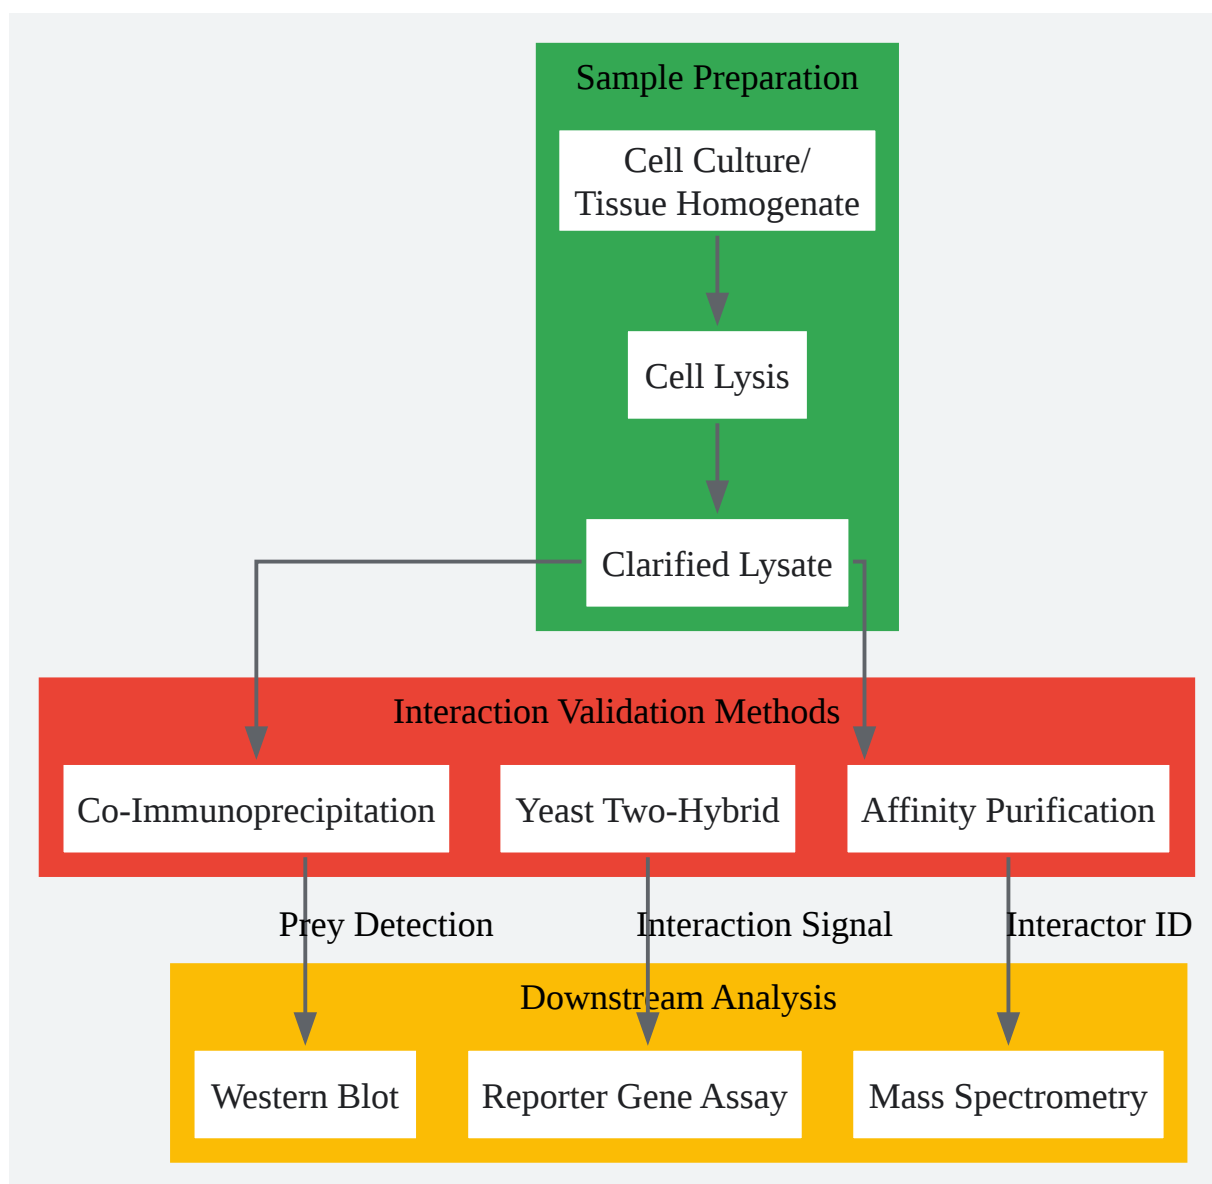 Sample Preparation
Cell Culture/
Tissue Homogenate
Cell Lysis
Clarified Lysate
Interaction Validation Methods
Co-Immunoprecipitation
Yeast Two-Hybrid
Affinity Purification
Prey Detection
Interaction Signal
Interactor ID
Downstream Analysis
Western Blot
Reporter Gene Assay
Mass Spectrometry